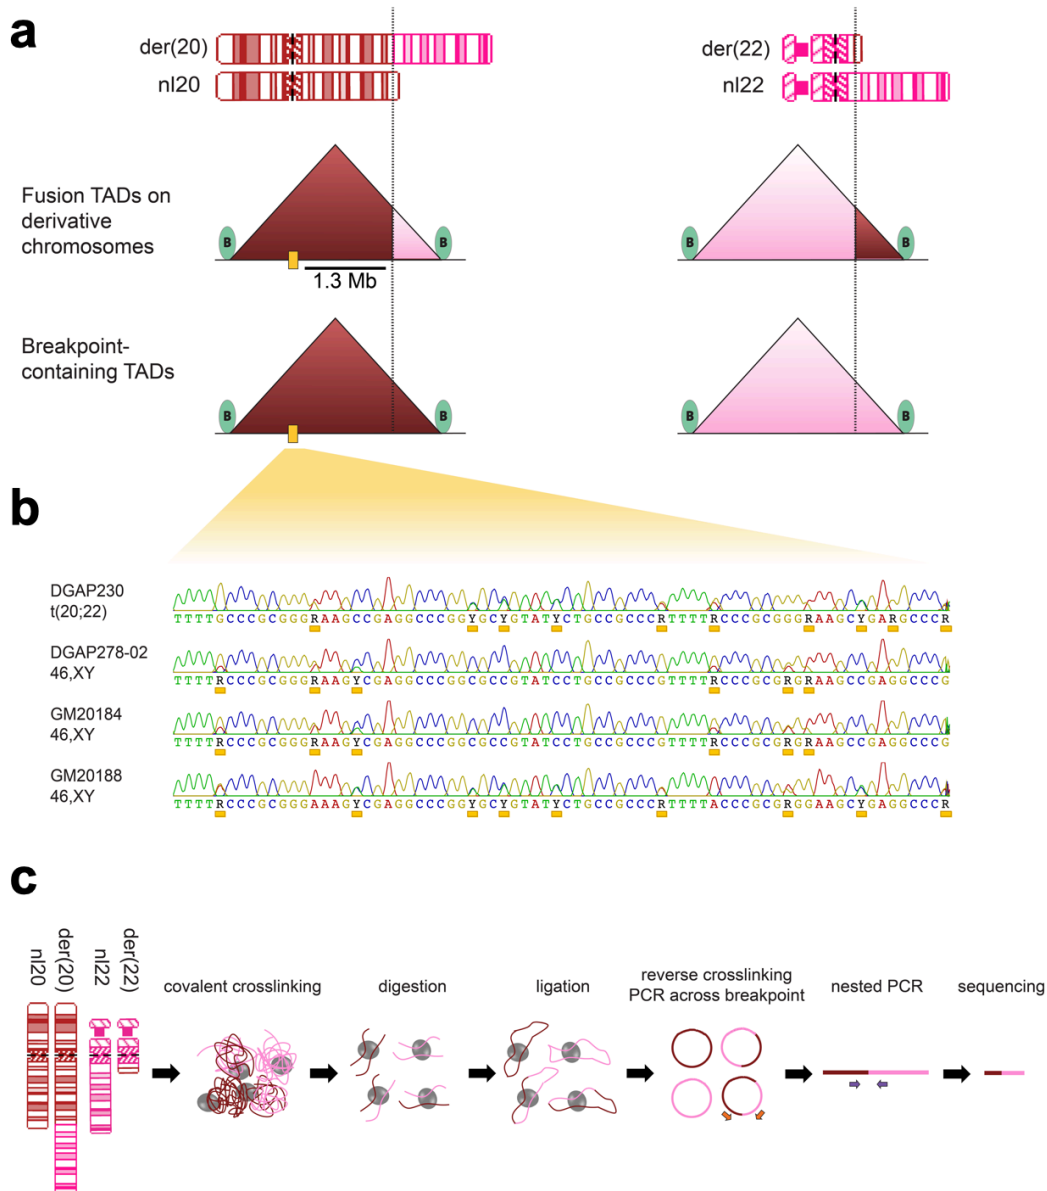 a
der(20)
nl20
der(22)
nl22
Fusion TADs on
derivative
chromosomes
B
B
B
B
1.3 Mb
Breakpoint-
containing TADs
B
B
B
B
b
DGAP230
t(20;22)
TTTTGCCCGCGGGRAAGCCGAGGCCCGGYGCYGTATYCTGCCGCCCRTTTTRCCCGCGGGRAAGCYGARGCCCR
DGAP278-02
46,XY
TTTTRCCCGCGGGRAAGYCGAGGCCCGGCGCCGTATCCTGCCGCCCGTTTTRCCCGCGRGRAAGCCGAGGCCCG
GM20184
46,XY
TTTTRCCCGCGGGRAAGYCGAGGCCCGGCGCCGTATCCTGCCGCCCGTTTTRCCCGCGRGRAAGCCGAGGCCCG
GM20188
46,XY
TTTTRCCCGCGGGAAAGYCGAGGCCCGGYGCYGTATYCTGCCGCCCRTTTTACCCGCGRGGAAGCYGAGGCCCR
c
nl20
der(20)
nl22
der(22)
covalent crosslinking
digestion
ligation
reverse crosslinking
PCR across breakpoint
nested PCR
sequencing